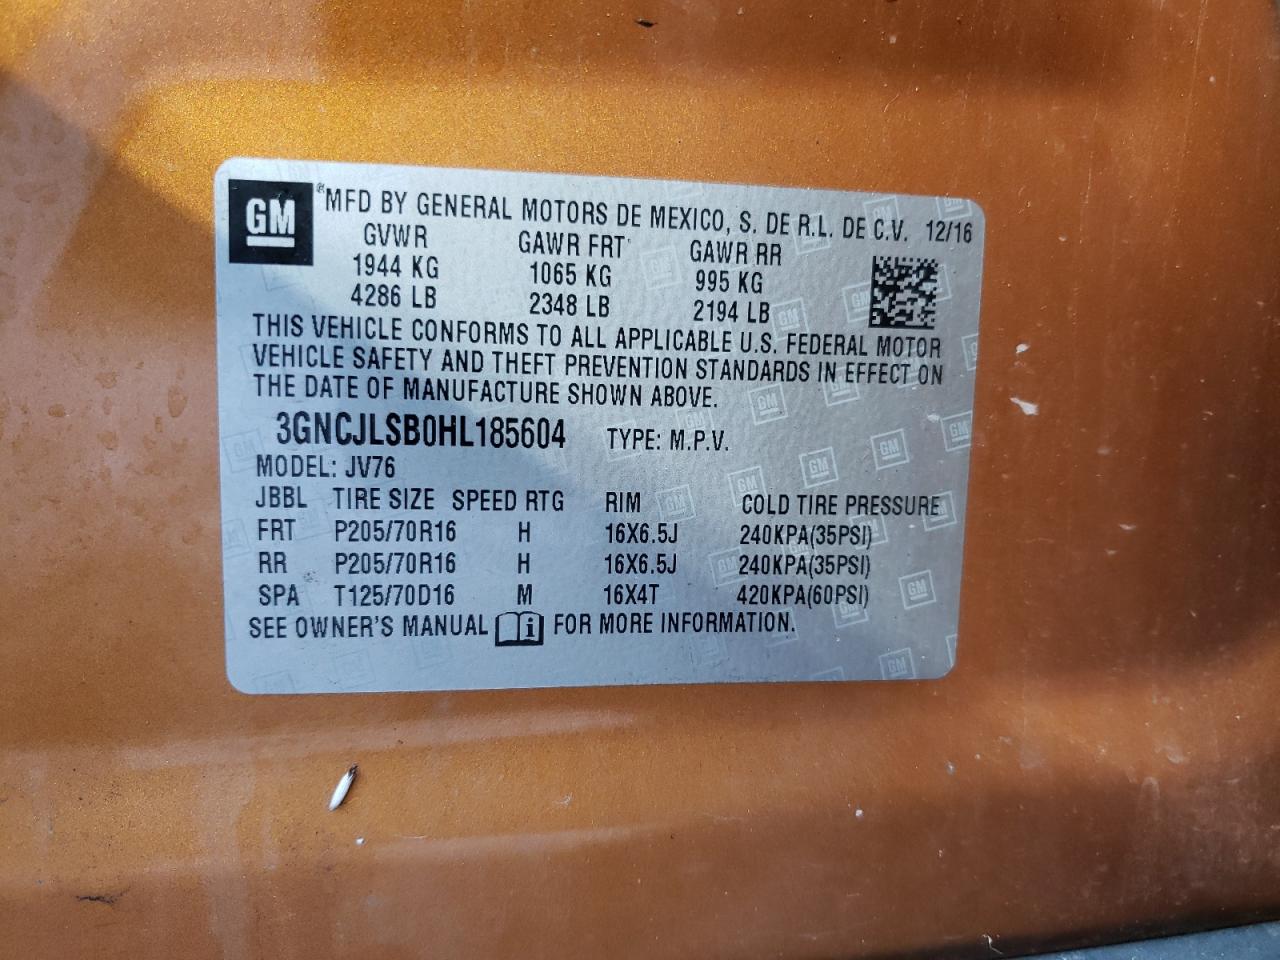 GM ® MFD BY GENERAL MOTORS DE MEXICO, S. DE R.L. DE C.V. 12/16
GVWR GAWR FRT GAWR RR
1944 KG 1065 KG 995 KG
4286 LB 2348 LB 2194 LB
THIS VEHICLE CONFORMS TO ALL APPLICABLE U.S. FEDERAL MOTOR
VEHICLE SAFETY AND THEFT PREVENTION STANDARDS IN EFFECT ON
THE DATE OF MANUFACTURE SHOWN ABOVE.
3GNCJLSB0HL185604 TYPE: M.P.V.
MODEL: JV76
JBBL TIRE SIZE SPEED RTG RIM COLD TIRE PRESSURE
FRT P205/70R16 H 16X6.5J 240KPA(35PSI)
RR P205/70R16 H 16X6.5J 240KPA(35PSI)
SPA T125/70D16 M 16X4T 420KPA(60PSI)
SEE OWNER'S MANUAL i FOR MORE INFORMATION.